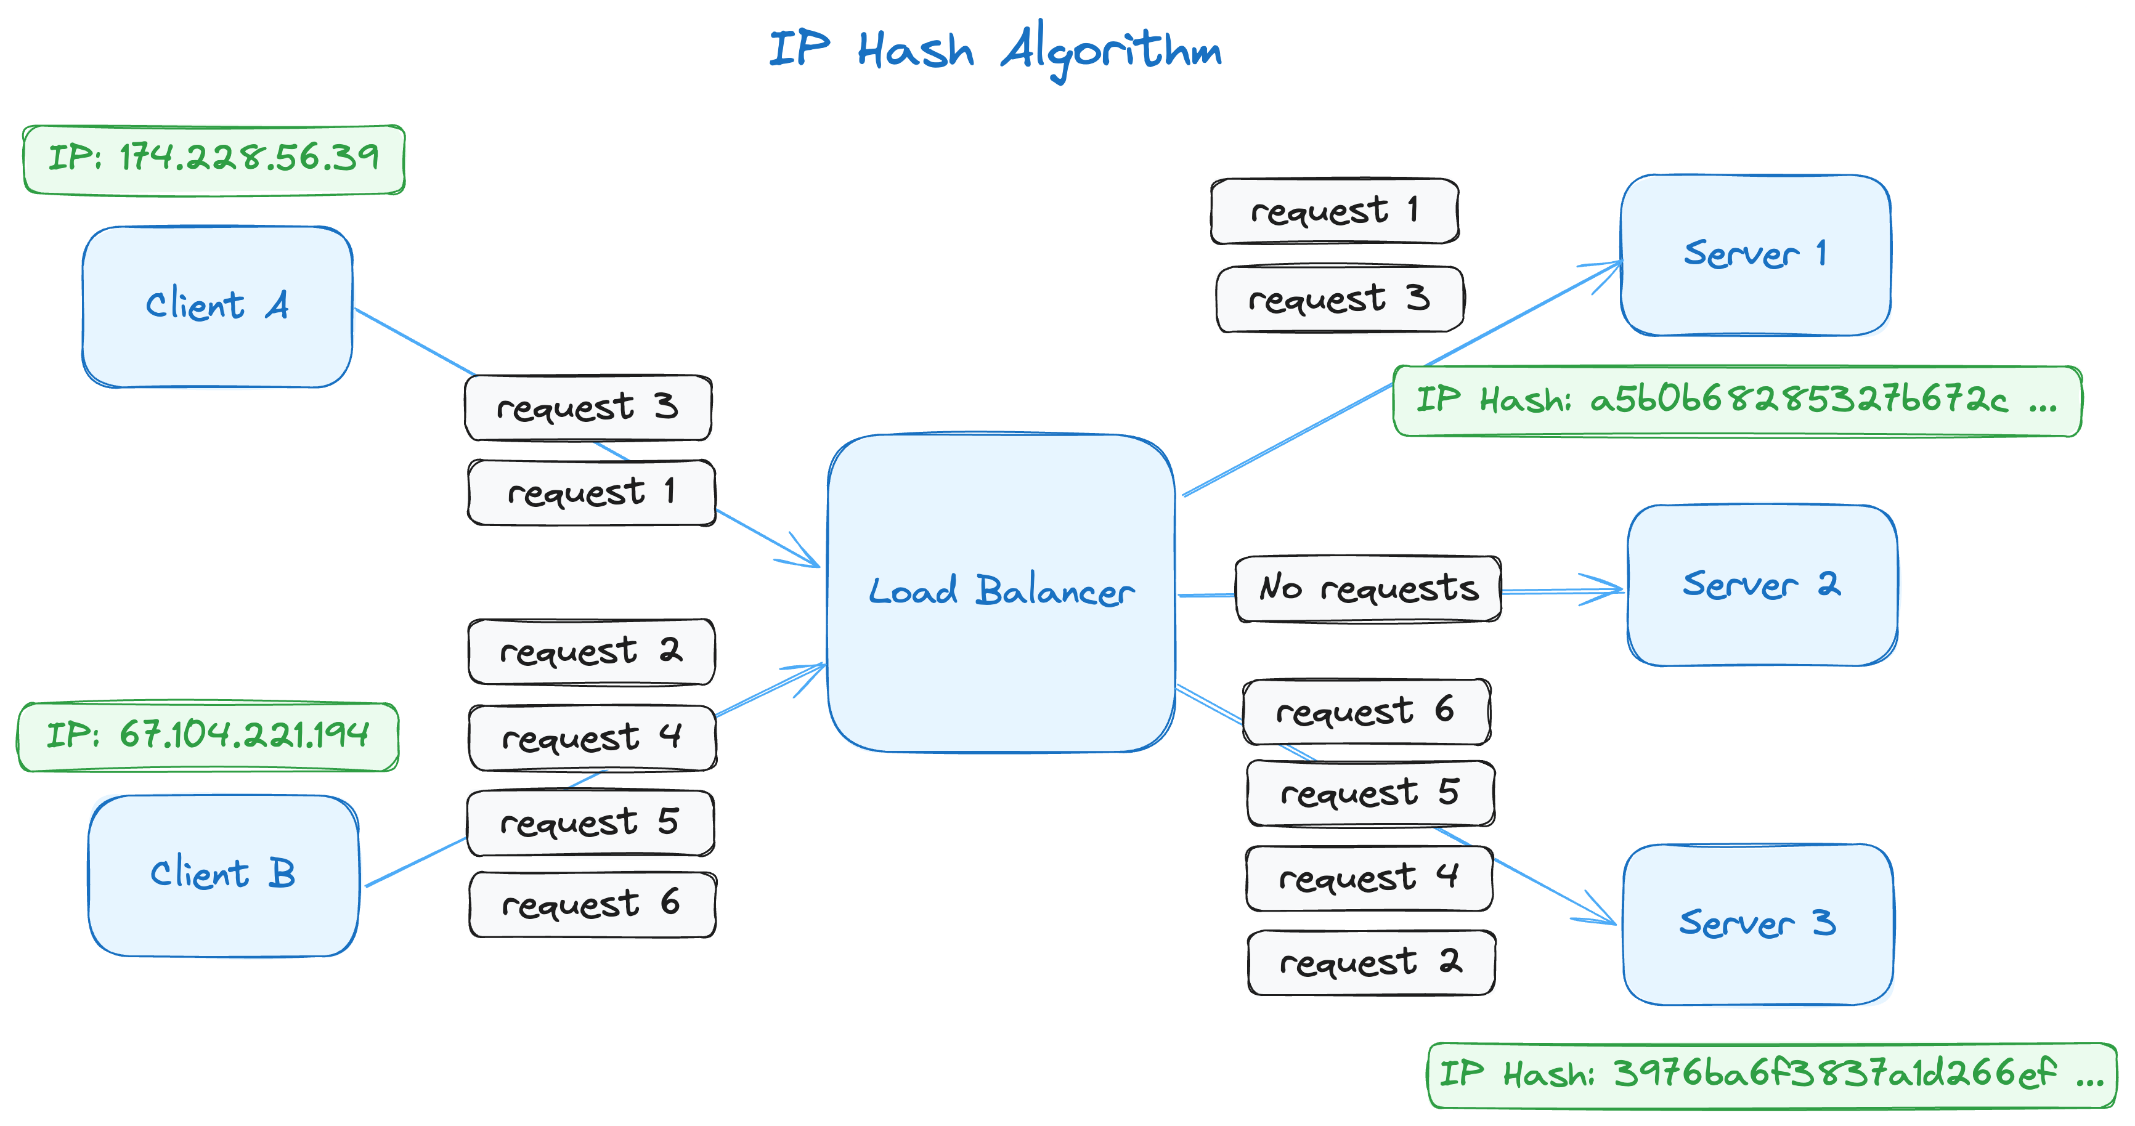 IP Hash Algorithm
IP: 174.228.56.39
Client A
request 3
request 1
request 2
request 4
request 5
request 6
IP: 67.104.221.194
Client B
Load Balancer
request 1
request 3
Server 1
IP Hash: a5b0b68285327b672c ...
No requests
Server 2
request 6
request 5
request 4
request 2
Server 3
IP Hash: 3976ba6f3837a1d266ef ...